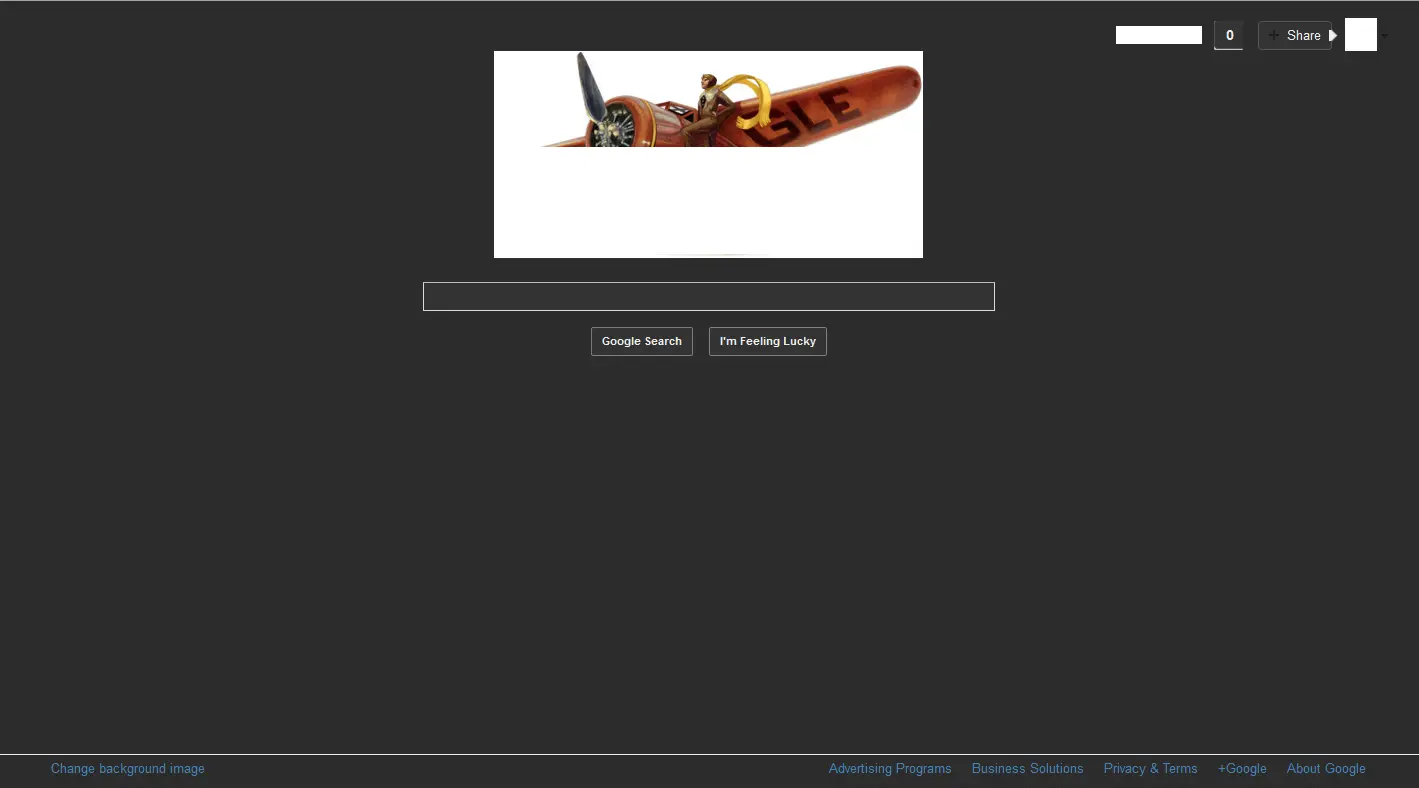 0
+ Share
GLE
Google Search
I'm Feeling Lucky
Change background image
Advertising Programs
Business Solutions
Privacy & Terms
+Google
About Google